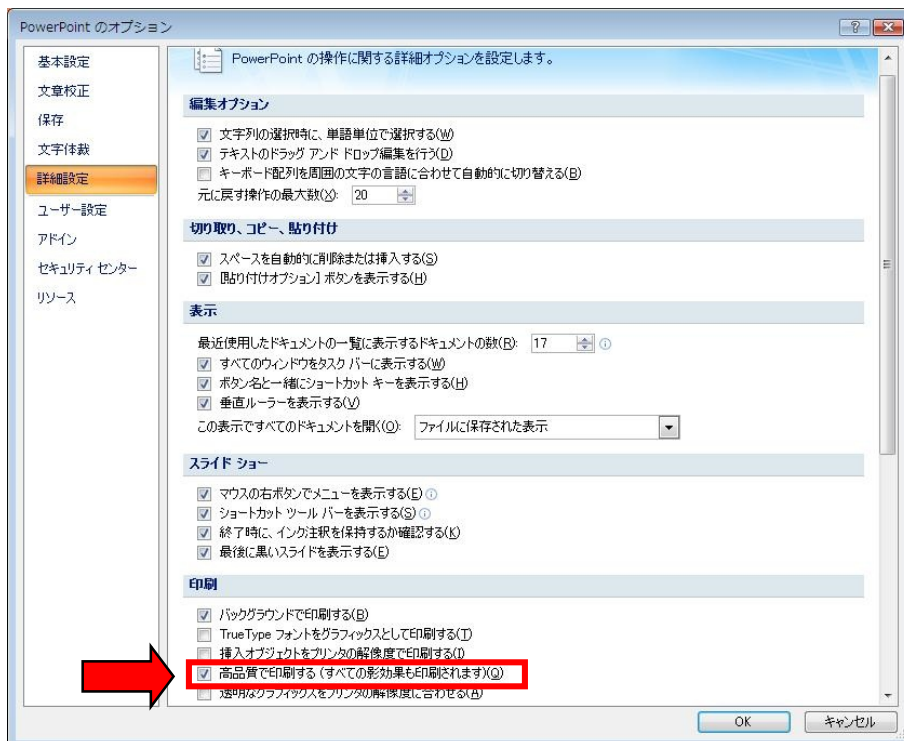 PowerPoint のオプション
基本設定
文章校正
保存
文字体裁
詳細設定
ユーザー設定
アドイン
セキュリティ センター
リソース
PowerPoint の操作に関する詳細オプションを設定します。
編集オプション
文字列の選択時に、単語単位で選択する(W)
テキストのドラッグ アンド ドロップ編集を行う(D)
キーボード配列を周囲の文字の言語に合わせて自動的に切り替える(B)
元に戻す操作の最大数(X): 20
切り取り、コピー、貼り付け
スペースを自動的に削除または挿入する(S)
[貼り付けオプション] ボタンを表示する(H)
表示
最近使用したドキュメントの一覧に表示するドキュメントの数(R): 17
すべてのウィンドウをタスク バーに表示する(W)
ボタン名と一緒にショートカット キーを表示する(H)
垂直ルーラーを表示する(V)
この表示ですべてのドキュメントを開く(O): ファイルに保存された表示
スライド ショー
マウスの右ボタンでメニューを表示する(E)
ショートカット ツール バーを表示する(S)
終了時に、インク注釈を保持するか確認する(K)
最後に黒いスライドを表示する(E)
印刷
バックグラウンドで印刷する(B)
TrueType フォントをグラフィックスとして印刷する(T)
挿入オブジェクトをプリンタの解像度で印刷する(I)
高品質で印刷する (すべての影効果も印刷されます)(Q)
透明なグラフィックスをプリンタの解像度に合わせる(A)
OK
キャンセル